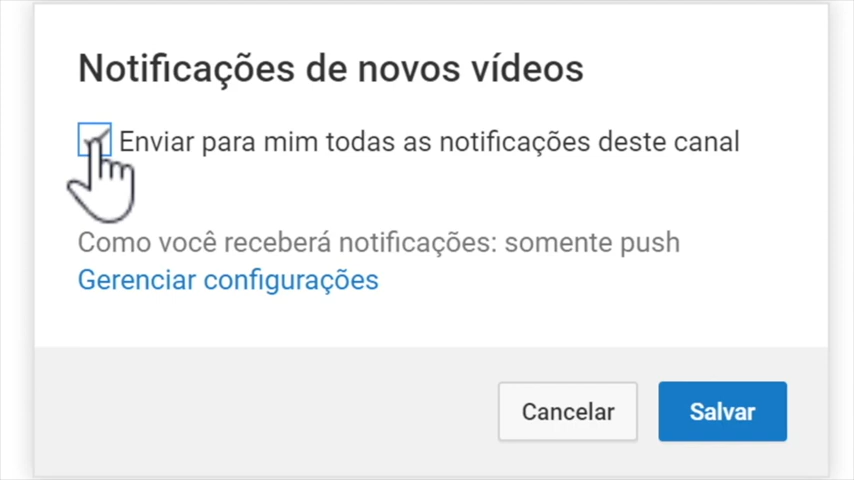 Notificações de novos vídeos
Enviar para mim todas as notificações deste canal
Como você receberá notificações: somente push
Gerenciar configurações
Cancelar
Salvar